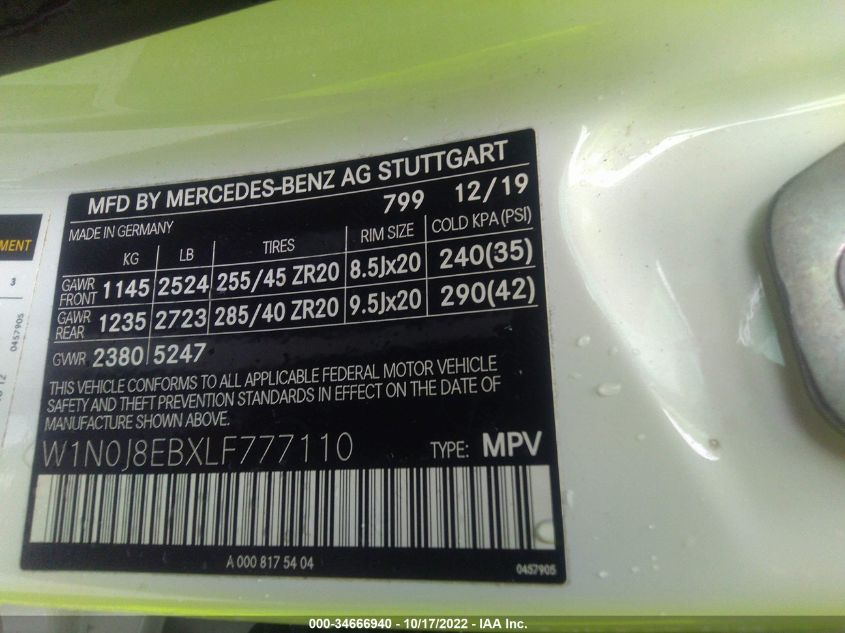 MFD BY MERCEDES-BENZ AG STUTTGART
799 12/19
MADE IN GERMANY
KG LB TIRES RIM SIZE COLD KPA(PSI)
GAWR FRONT 1145 2524 255/45 ZR20 8.5Jx20 240(35)
GAWR REAR 1235 2723 285/40 ZR20 9.5Jx20 290(42)
GVWR 2380 5247
THIS VEHICLE CONFORMS TO ALL APPLICABLE FEDERAL MOTOR VEHICLE
SAFETY AND THEFT PREVENTION STANDARDS IN EFFECT ON THE DATE OF
MANUFACTURE SHOWN ABOVE.
W1N0J8EBXLF777110 TYPE: MPV
A 000 817 54 04
0457905
MENT
3
0457905
12
000-34666940 - 10/17/2022 - IAA Inc.